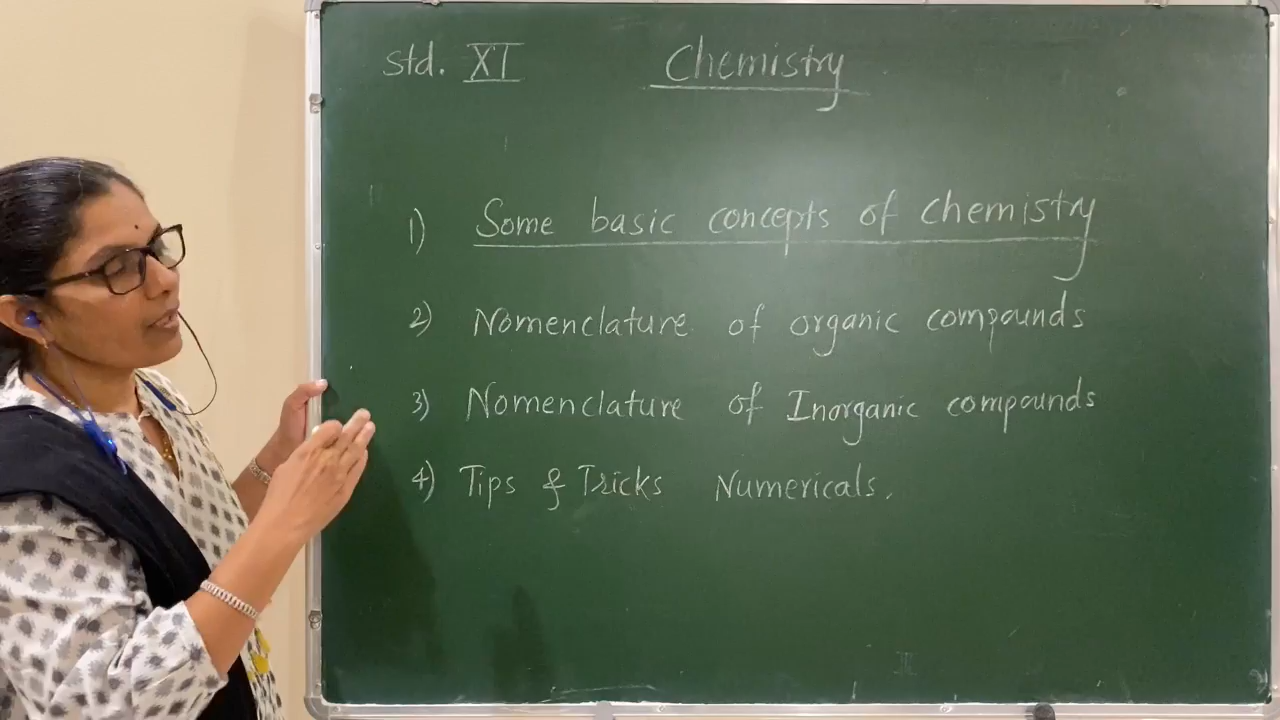 Std. XI Chemistry
1) Some basic concepts of chemistry
2) Nomenclature of organic compounds
3) Nomenclature of Inorganic compounds
4) Tips & Tricks Numericals.